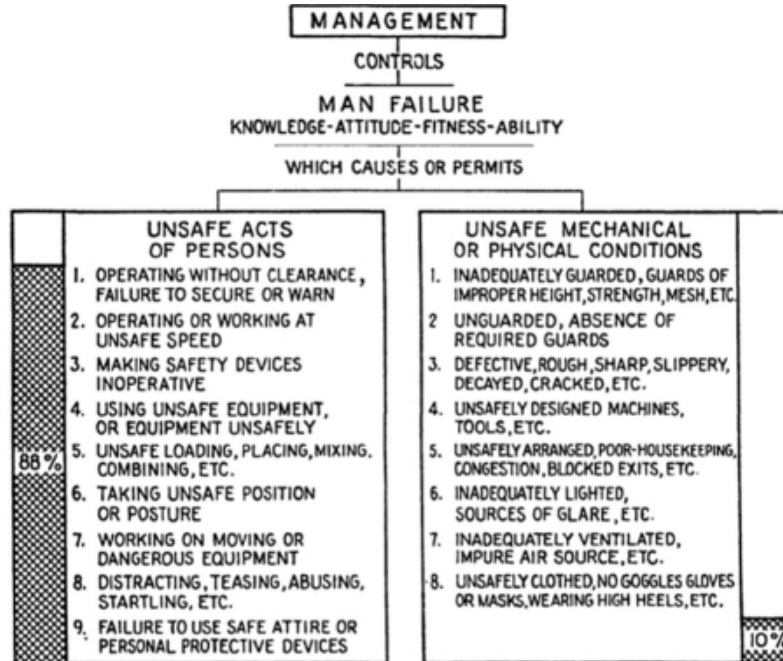 MANAGEMENT
CONTROLS
MAN FAILURE
KNOWLEDGE-ATTITUDE-FITNESS-ABILITY
WHICH CAUSES OR PERMITS
UNSAFE ACTS
OF PERSONS
1. OPERATING WITHOUT CLEARANCE,
FAILURE TO SECURE OR WARN
2. OPERATING OR WORKING AT
UNSAFE SPEED
3. MAKING SAFETY DEVICES
INOPERATIVE
4. USING UNSAFE EQUIPMENT,
OR EQUIPMENT UNSAFELY
5. UNSAFE LOADING, PLACING, MIXING,
COMBINING, ETC.
6. TAKING UNSAFE POSITION
OR POSTURE
7. WORKING ON MOVING OR
DANGEROUS EQUIPMENT
8. DISTRACTING, TEASING, ABUSING,
STARTLING, ETC.
9. FAILURE TO USE SAFE ATTIRE OR
PERSONAL PROTECTIVE DEVICES
88%
UNSAFE MECHANICAL
OR PHYSICAL CONDITIONS
1. INADEQUATELY GUARDED, GUARDS OF
IMPROPER HEIGHT, STRENGTH, MESH, ETC.
2 UNGUARDED, ABSENCE OF
REQUIRED GUARDS
3. DEFECTIVE, ROUGH, SHARP, SLIPPERY,
DECAYED, CRACKED, ETC.
4. UNSAFELY DESIGNED MACHINES,
TOOLS, ETC.
5. UNSAFELY ARRANGED, POOR-HOUSEKEEPING,
CONGESTION, BLOCKED EXITS, ETC.
6. INADEQUATELY LIGHTED,
SOURCES OF GLARE, ETC.
7. INADEQUATELY VENTILATED,
IMPURE AIR SOURCE, ETC.
8. UNSAFELY CLOTHED, NO GOGGLES GLOVES
OR MASKS, WEARING HIGH HEELS, ETC.
10%